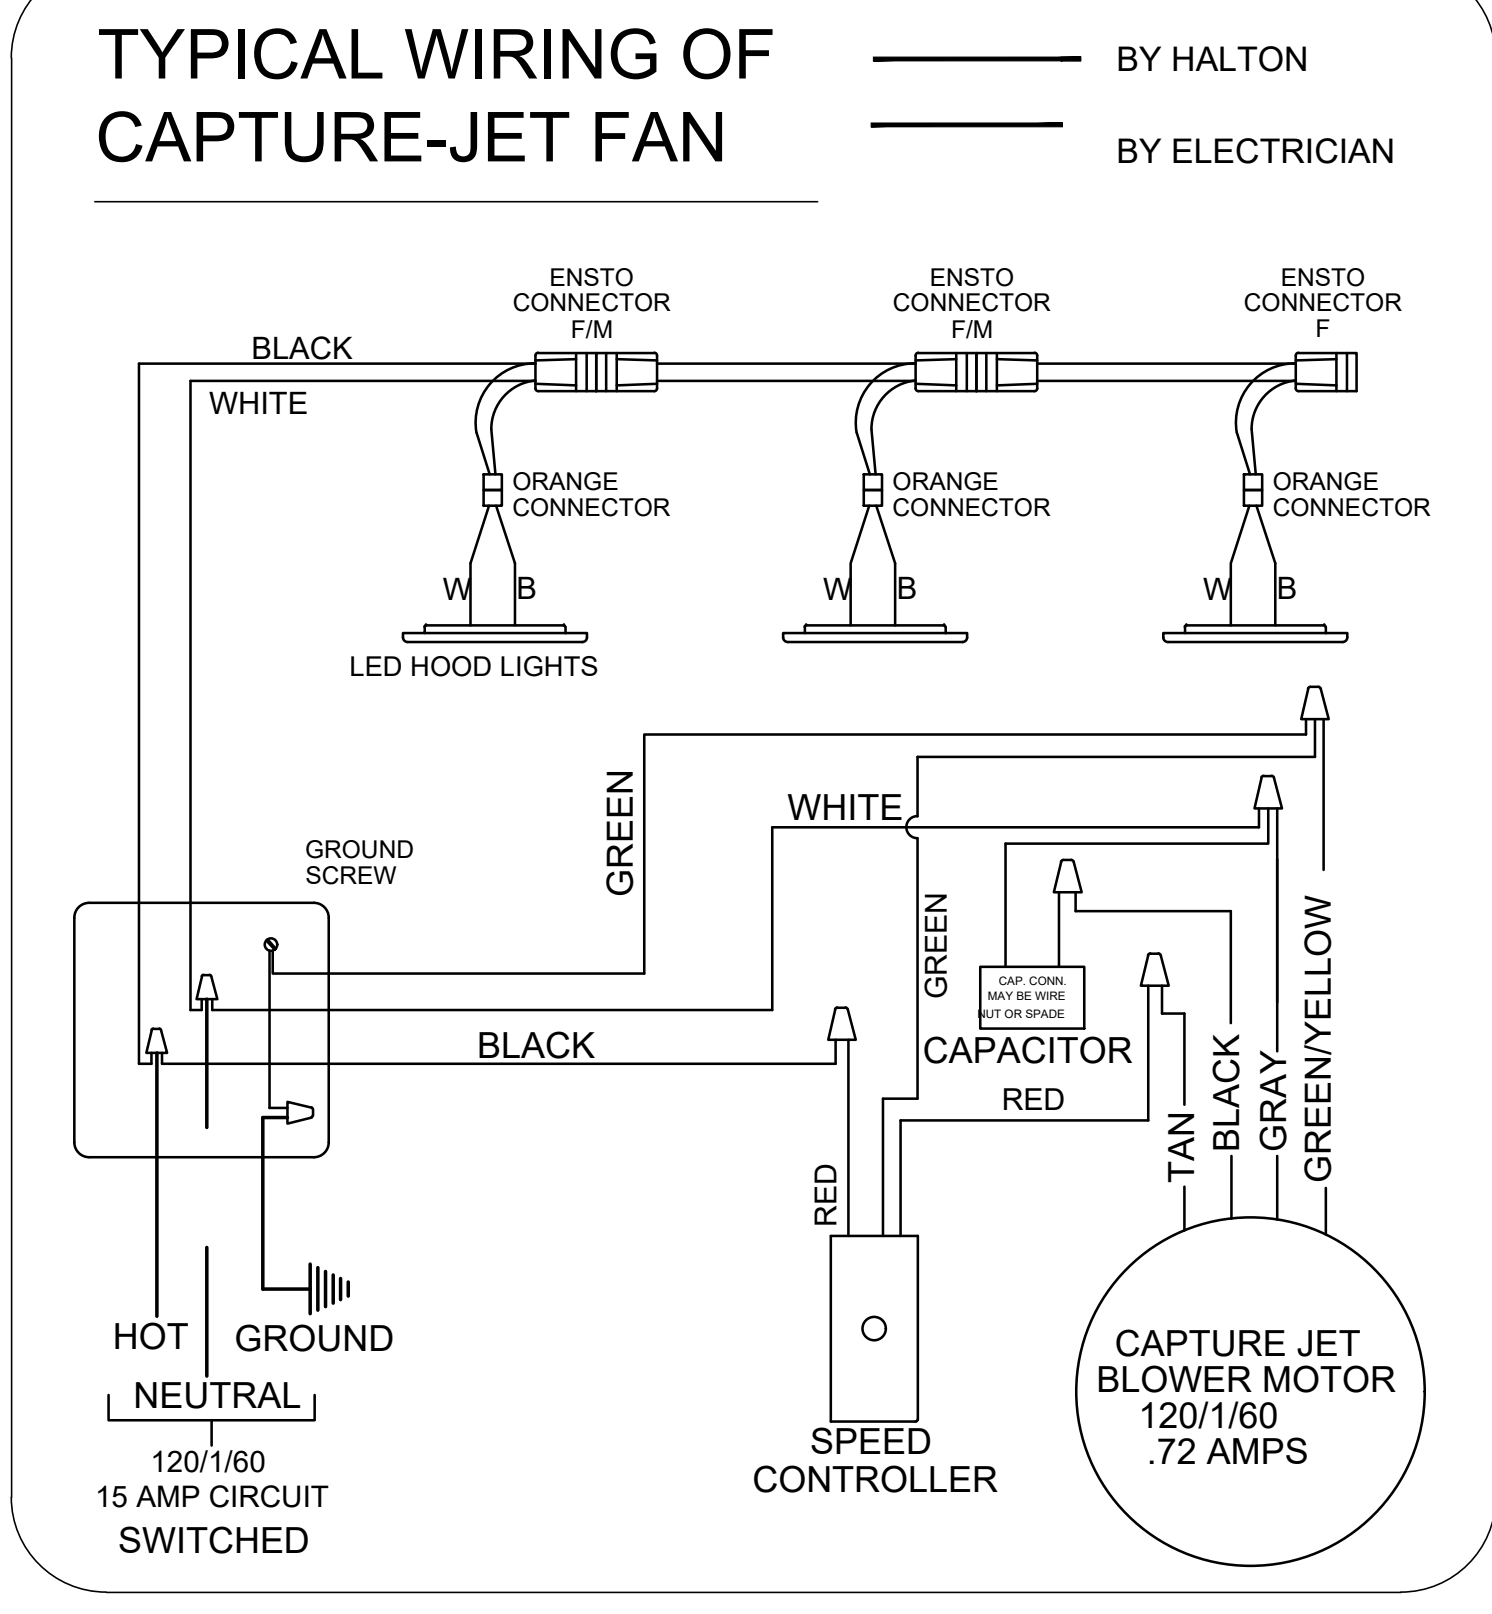 TYPICAL WIRING OF
CAPTURE-JET FAN
BY HALTON
BY ELECTRICIAN
ENSTO
CONNECTOR
F/M
ENSTO
CONNECTOR
F/M
ENSTO
CONNECTOR
F
BLACK
WHITE
ORANGE
CONNECTOR
ORANGE
CONNECTOR
ORANGE
CONNECTOR
W B
W B
W B
LED HOOD LIGHTS
GREEN
WHITE
GROUND
SCREW
GREEN
CAP. CONN.
MAY BE WIRE
NUT OR SPADE
CAPACITOR
BLACK
RED
RED
TAN
BLACK
GRAY
GREEN/YELLOW
HOT
GROUND
NEUTRAL
120/1/60
15 AMP CIRCUIT
SWITCHED
SPEED
CONTROLLER
CAPTURE JET
BLOWER MOTOR
120/1/60
.72 AMPS